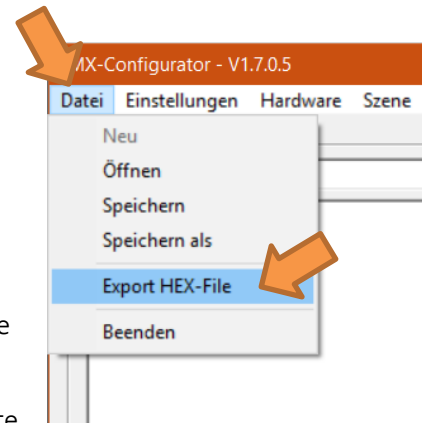 MX-Configurator - V1.7.0.5
Datei Einstellungen Hardware Szene
Neu
Öffnen
Speichern
Speichern als
Export HEX-File
Beenden